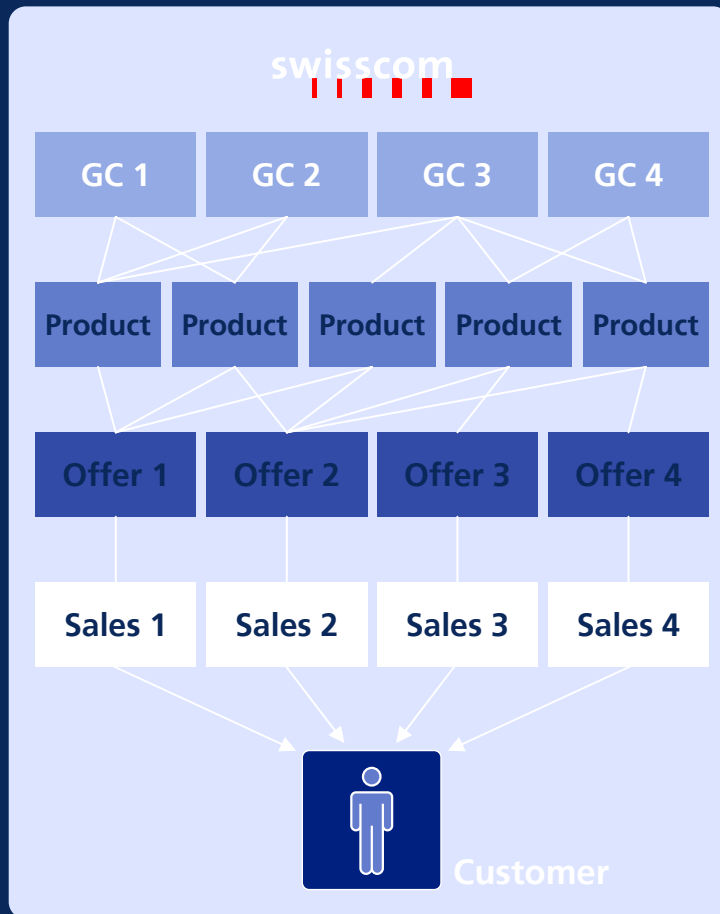 swisscom
GC 1 GC 2 GC 3 GC 4
Product Product Product Product Product
Offer 1 Offer 2 Offer 3 Offer 4
Sales 1 Sales 2 Sales 3 Sales 4
Customer